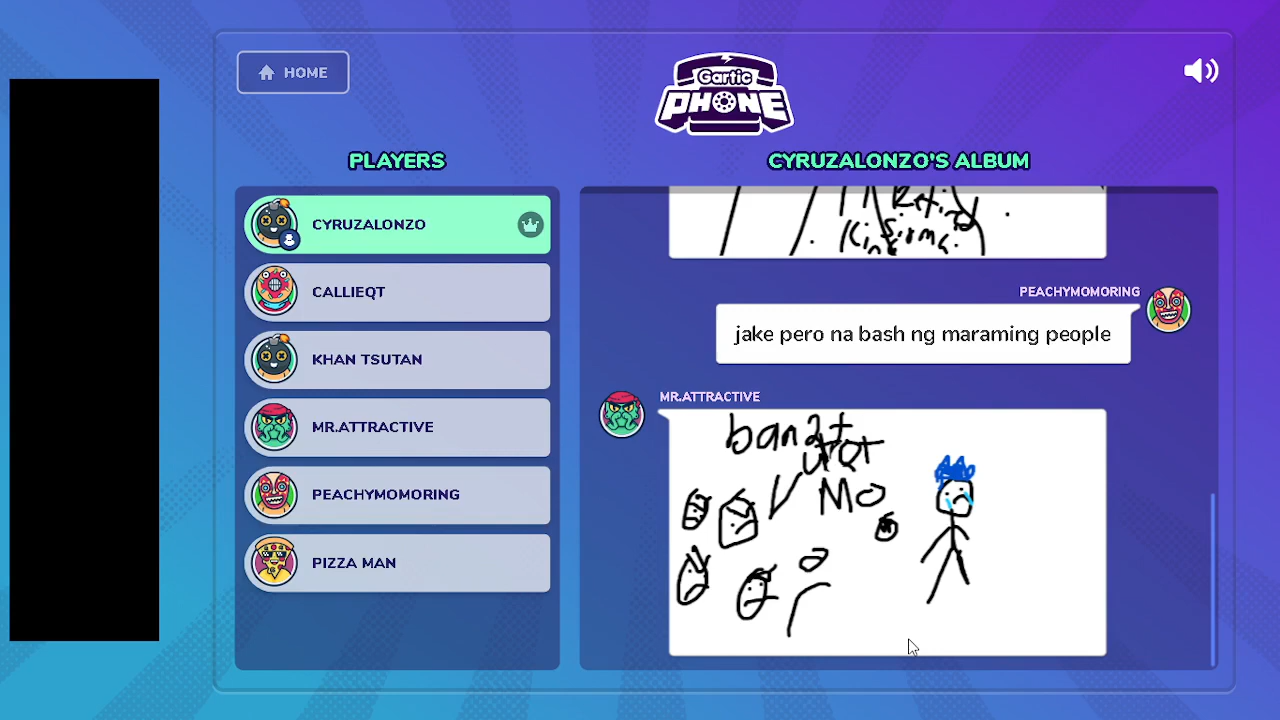 HOME
Gartic
PHONE
PLAYERS
CYRUZALONZO'S ALBUM
CYRUZALONZO
CALLIEQT
KHAN TSUTAN
MR.ATTRACTIVE
PEACHYMOMORING
PIZZA MAN
PEACHYMOMORING
jake pero na bash ng maraming people
MR.ATTRACTIVE
banat
utot
Mo